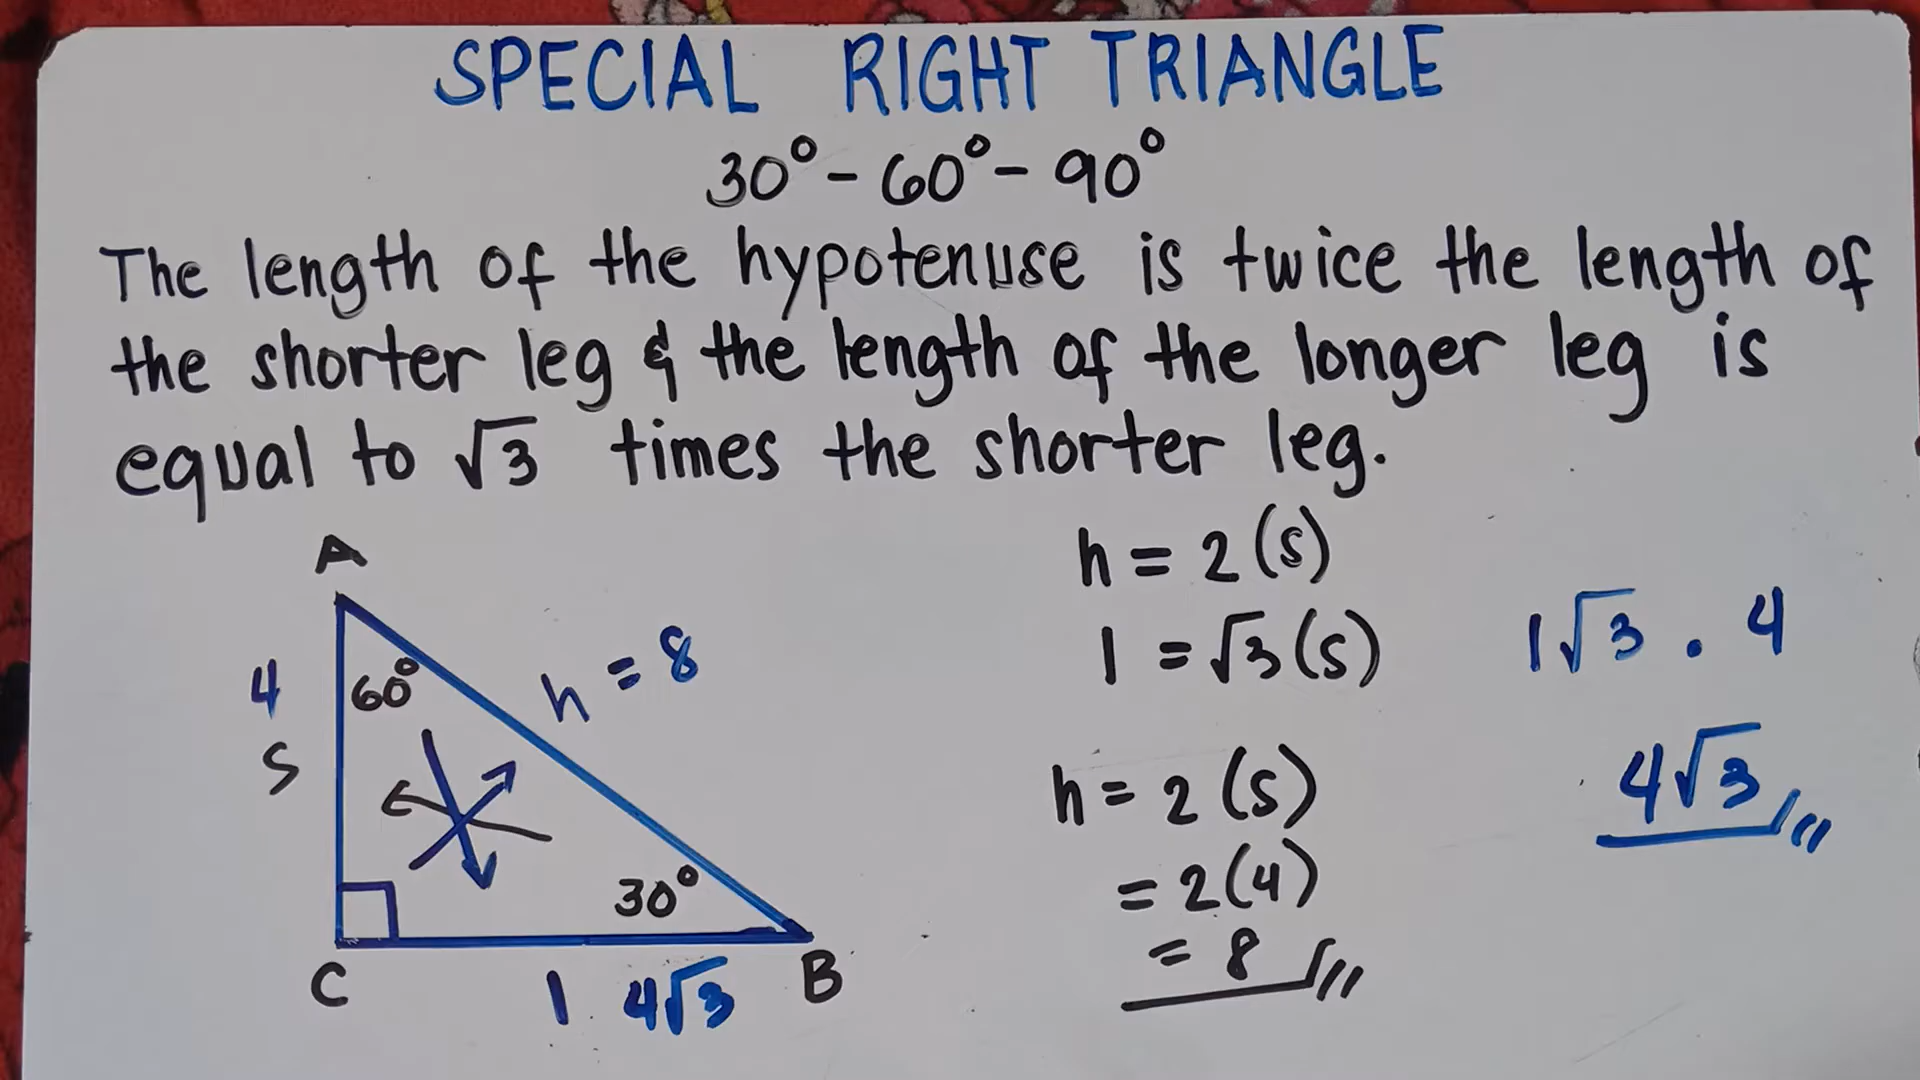 SPECIAL RIGHT TRIANGLE
30° - 60° - 90°
The length of the hypotenuse is twice the length of
the shorter leg & the length of the longer leg is
equal to √3 times the shorter leg.
A
60°
4
S
h = 8
30°
C
l 4√3
B
h = 2(s)
l = √3(s)
h = 2(s)
= 2(4)
= 8
1√3 . 4
4√3